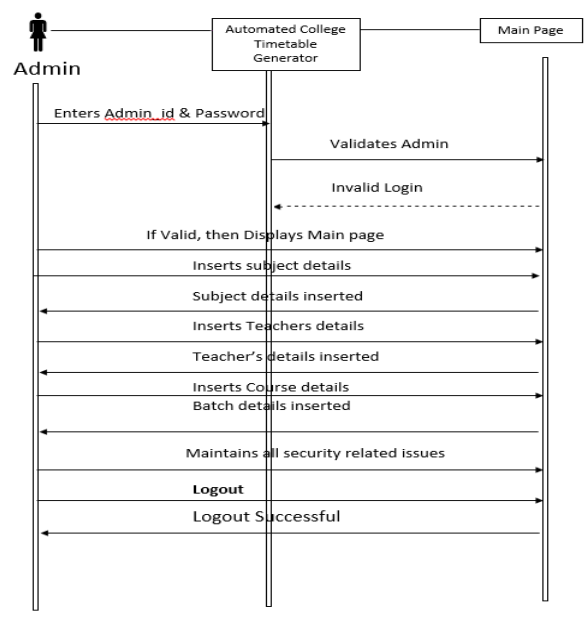 Automated College
Timetable
Generator
Main Page
Admin
Enters Admin_id & Password
Validates Admin
Invalid Login
If Valid, then Displays Main page
Inserts subject details
Subject details inserted
Inserts Teachers details
Teacher's details inserted
Inserts Course details
Batch details inserted
Maintains all security related issues
Logout
Logout Successful